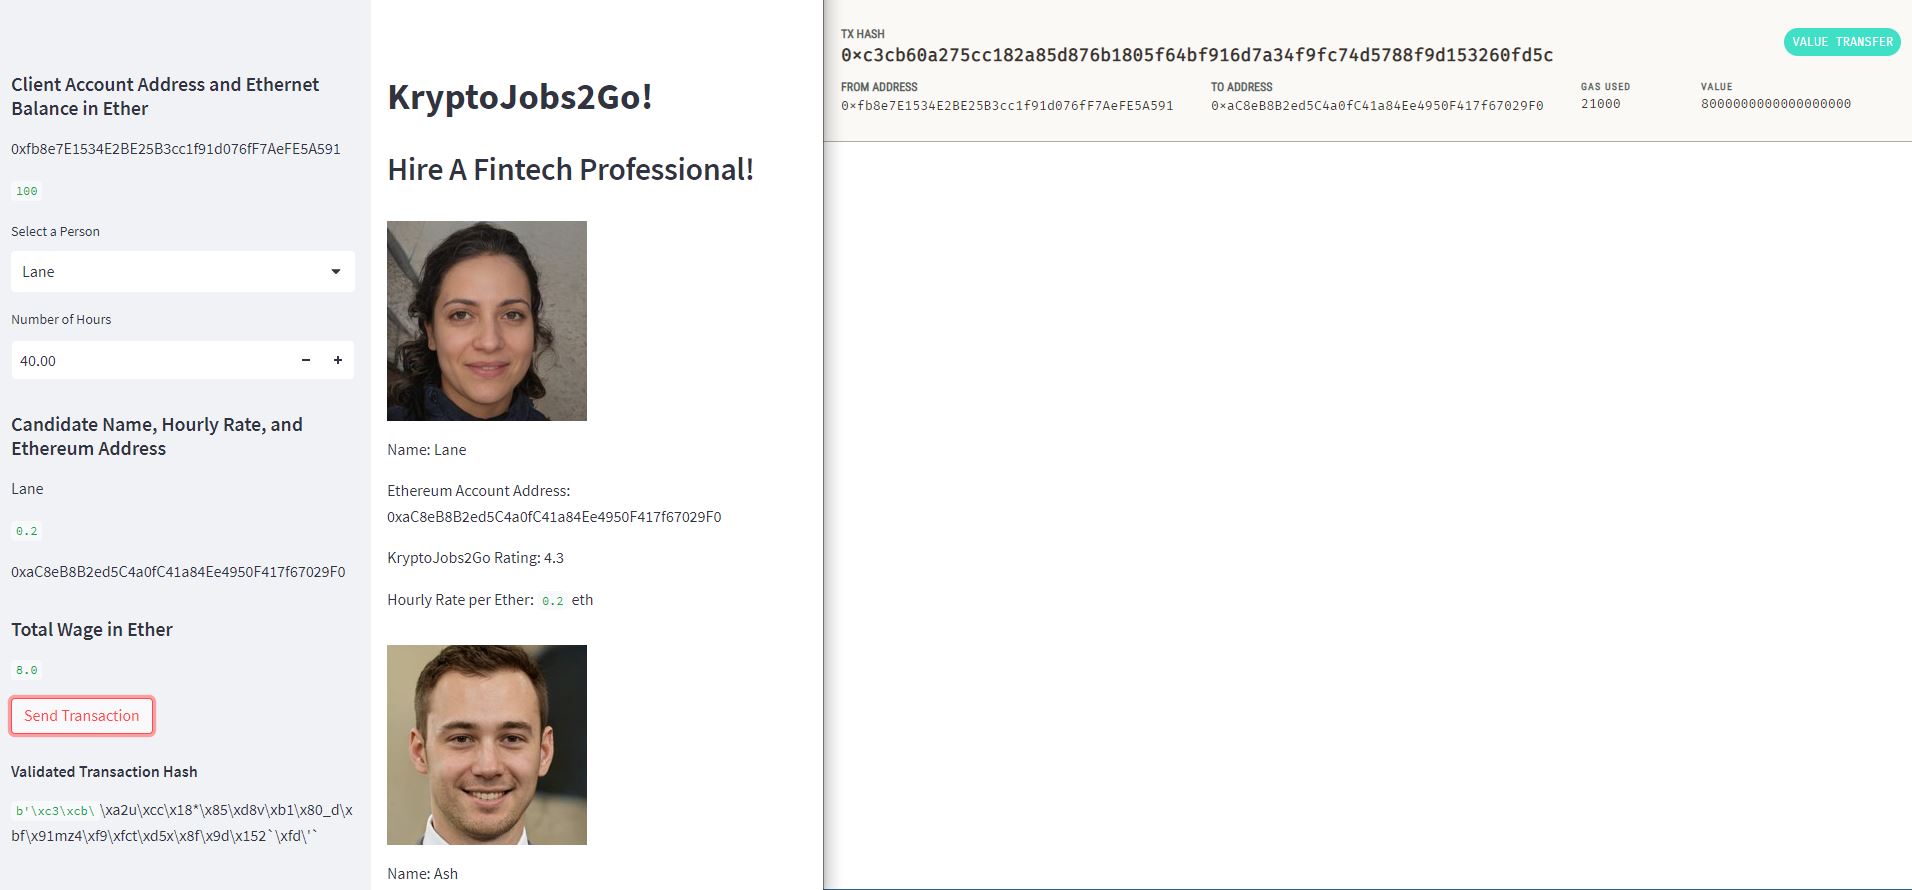 Client Account Address and Ethernet
Balance in Ether
0xfb8e7E1534E2BE25B3cc1f91d076fF7AeFE5A591
100
Select a Person
Lane
Number of Hours
40.00
Candidate Name, Hourly Rate, and
Ethereum Address
Lane
0.2
0xaC8eB8B2ed5C4a0fC41a84Ee4950F417f67029F0
Total Wage in Ether
8.0
Send Transaction
Validated Transaction Hash
b'\xc3\xcb\ \xa2u\xcc\x18*\x85\xd8v\xb1\x80_d\x
bf\x91mz4\xf9\xfct\xd5x\x8f\x9d\x152`\xfd\'`
KryptoJobs2Go!
Hire A Fintech Professional!
Name: Lane
Ethereum Account Address:
0xaC8eB8B2ed5C4a0fC41a84Ee4950F417f67029F0
KryptoJobs2Go Rating: 4.3
Hourly Rate per Ether: 0.2 eth
Name: Ash
TX HASH
0×c3cb60a275cc182a85d876b1805f64bf916d7a34f9fc74d5788f9d153260fd5c
VALUE TRANSFER
FROM ADDRESS
0×fb8e7E1534E2BE25B3cc1f91d076fF7AeFE5A591
TO ADDRESS
0×aC8eB8B2ed5C4a0fC41a84Ee4950F417f67029F0
GAS USED
21000
VALUE
8000000000000000000